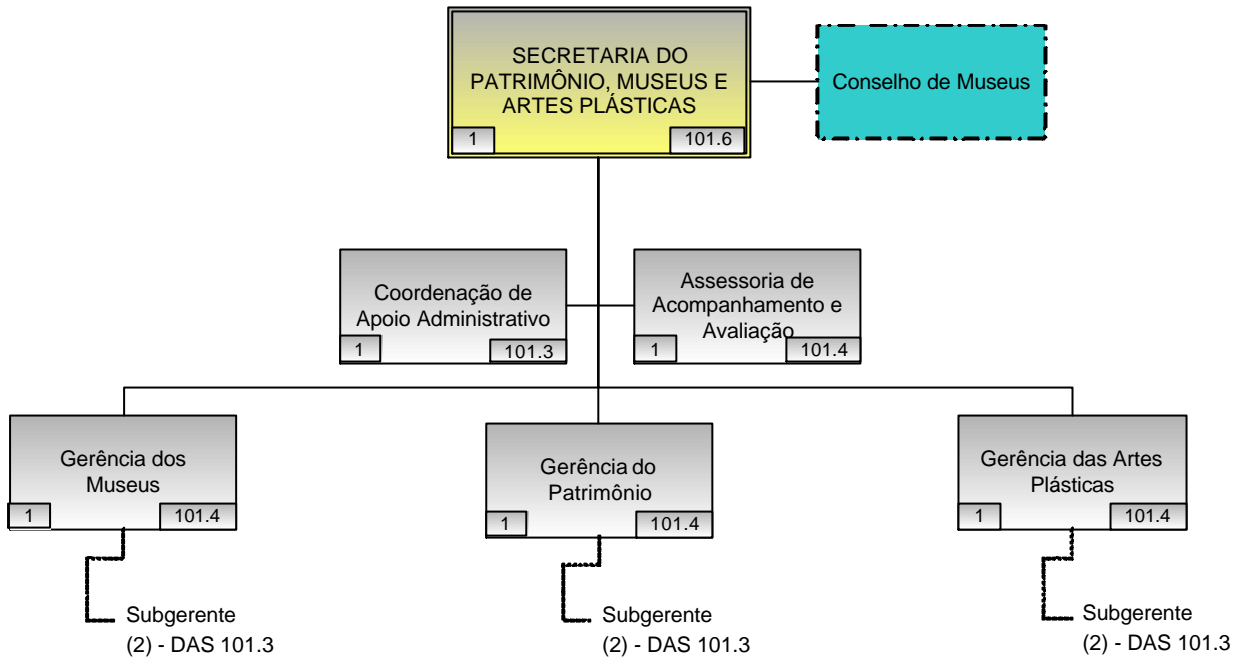 SECRETARIA DO
PATRIMÔNIO, MUSEUS E
ARTES PLÁSTICAS
1
101.6
Conselho de Museus
Coordenação de
Apoio Administrativo
1
101.3
Assessoria de
Acompanhamento e
Avaliação
1
101.4
Gerência dos
Museus
1
101.4
Gerência do
Patrimônio
1
101.4
Gerência das Artes
Plásticas
1
101.4
Subgerente
(2) - DAS 101.3
Subgerente
(2) - DAS 101.3
Subgerente
(2) - DAS 101.3